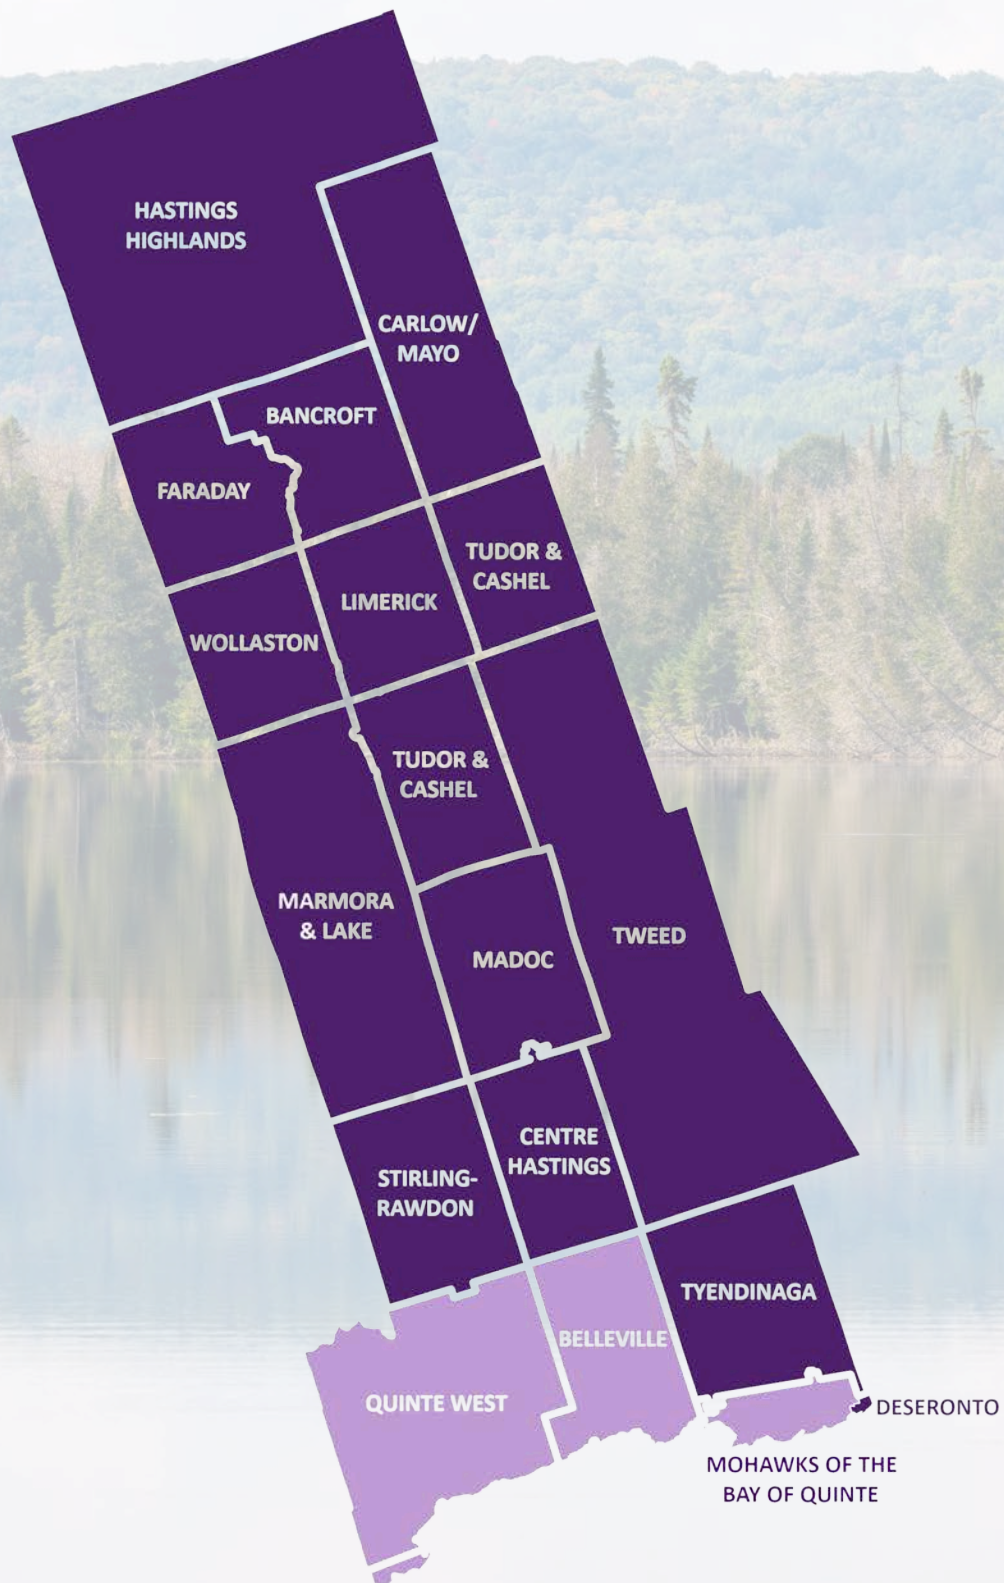 HASTINGS
HIGHLANDS
CARLOW/
MAYO
BANCROFT
FARADAY
TUDOR &
CASHEL
LIMERICK
WOLLASTON
TUDOR &
CASHEL
MARMORA
& LAKE
TWEED
MADOC
CENTRE
HASTINGS
STIRLING-
RAWDON
TYENDINAGA
BELLEVILLE
QUINTE WEST
DESERONTO
MOHAWKS OF THE
BAY OF QUINTE